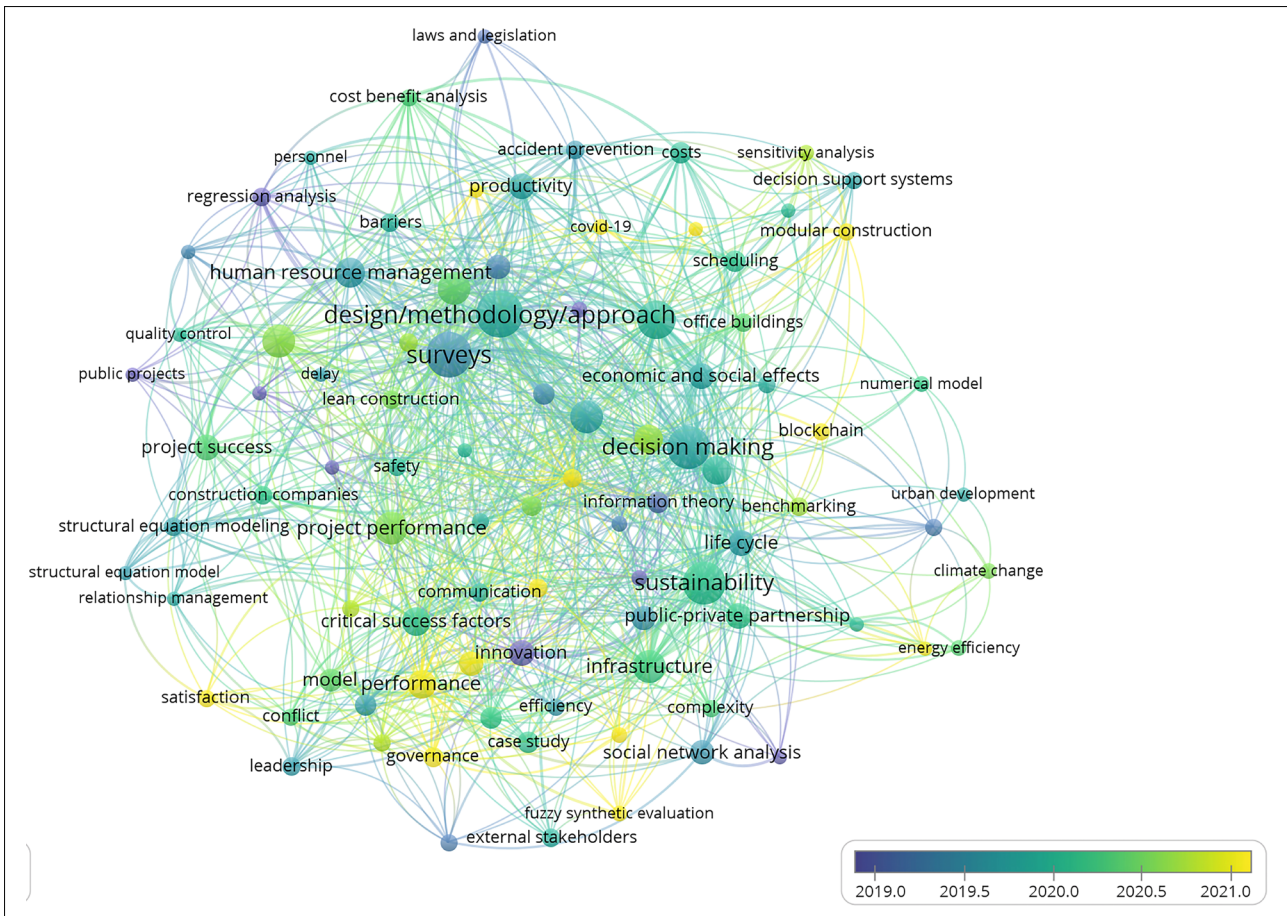 laws and legislation
cost benefit analysis
accident prevention
costs
sensitivity analysis
personnel
decision support systems
regression analysis
productivity
barriers
covid-19
modular construction
scheduling
human resource management
design/methodology/approach
office buildings
quality control
surveys
public projects
delay
economic and social effects
numerical model
lean construction
blockchain
project success
decision making
safety
construction companies
information theory
benchmarking
urban development
structural equation modeling
project performance
life cycle
structural equation model
climate change
sustainability
relationship management
communication
critical success factors
public-private partnership
energy efficiency
innovation
infrastructure
model
performance
satisfaction
efficiency
complexity
conflict
case study
governance
social network analysis
leadership
fuzzy synthetic evaluation
external stakeholders
2019.0 2019.5 2020.0 2020.5 2021.0